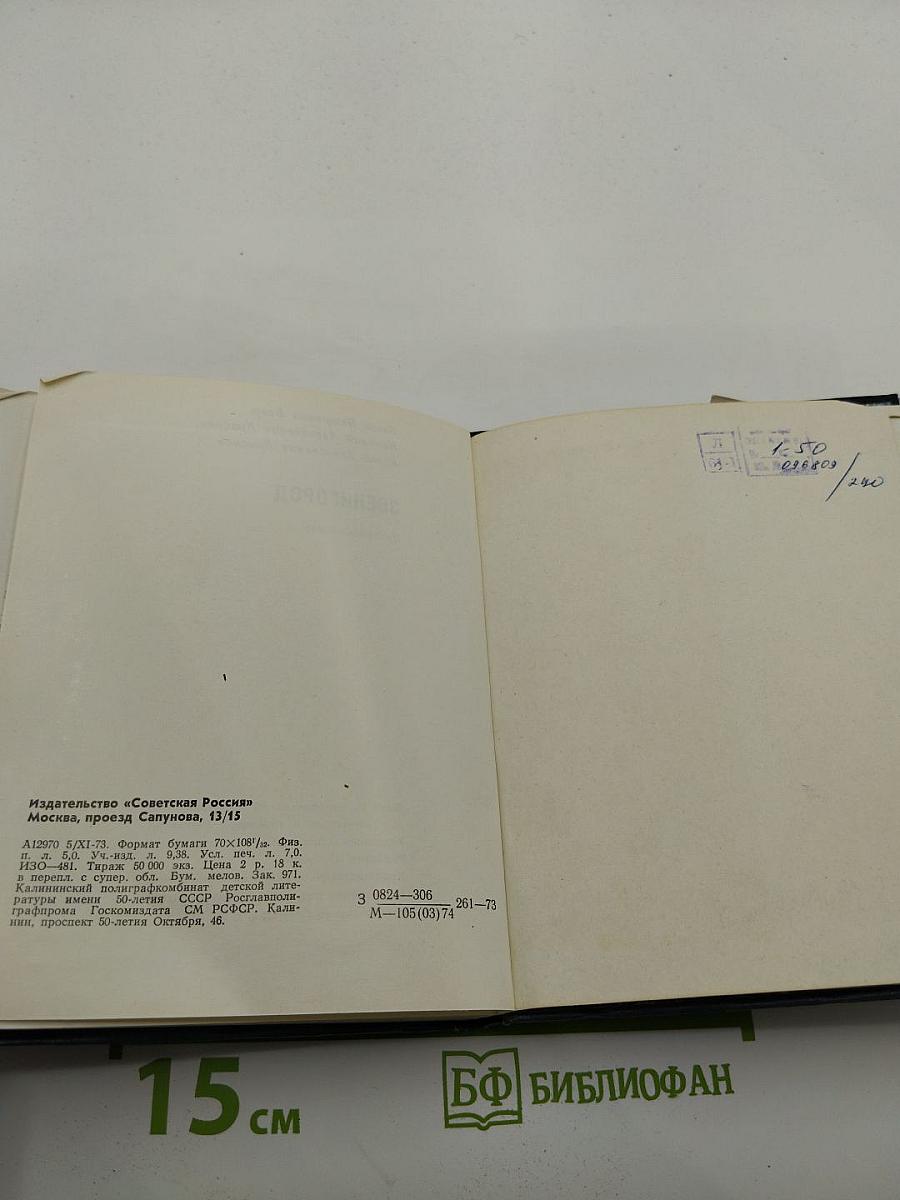 ЗВЕНИГОРОД
Издательство «Советская Россия»
Москва, проезд Сапунова, 13/15
А12970 5/XI-73. Формат бумаги 70×108¹/₃₂. Физ.
п. л. 5,0. Уч.-изд. л. 9,38. Усл. печ. л. 7,0.
ИЗО—481. Тираж 50 000 экз. Цена 2 р. 18 к.
в перепл. с супер. обл. Бум. мелов. Зак. 971.
Калининский полиграфкомбинат детской лите-
ратуры имени 50-летия СССР Росглавполи-
графпрома Госкомиздата СМ РСФСР. Кали-
нин, проспект 50-летия Октября, 46.
З 0824—306
М—105(03)74 261—73
Л
1-50
096809
/240
15 см
БФ БИБЛИОФАН